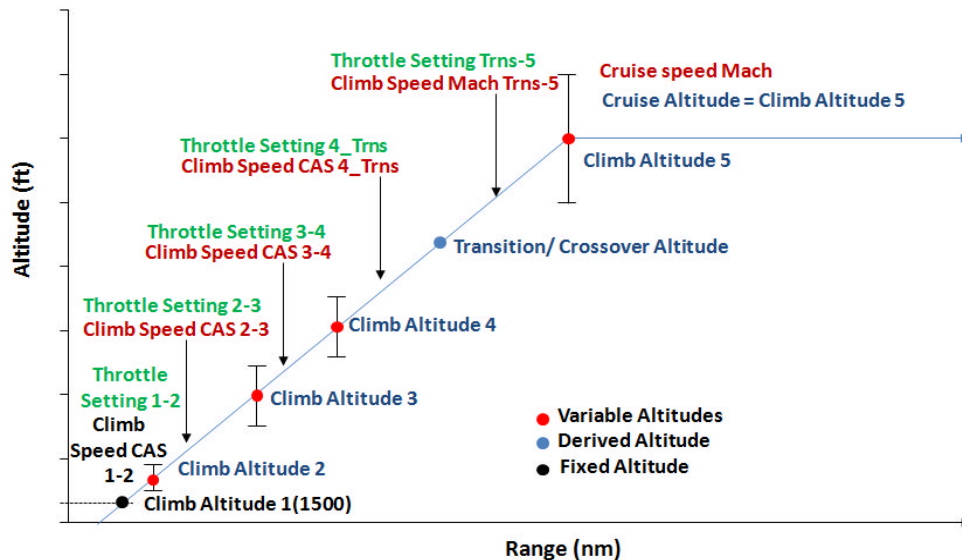 Throttle Setting Trns-5
Climb Speed Mach Trns-5
Cruise speed Mach
Cruise Altitude = Climb Altitude 5
Throttle Setting 4_Trns
Climb Speed CAS 4_Trns
Climb Altitude 5
Throttle Setting 3-4
Climb Speed CAS 3-4
Transition/ Crossover Altitude
Throttle Setting 2-3
Climb Speed CAS 2-3
Climb Altitude 4
Throttle
Setting 1-2
Climb
Speed CAS
1-2
Climb Altitude 3
Climb Altitude 2
Climb Altitude 1(1500)
Variable Altitudes
Derived Altitude
Fixed Altitude
Altitude (ft)
Range (nm)